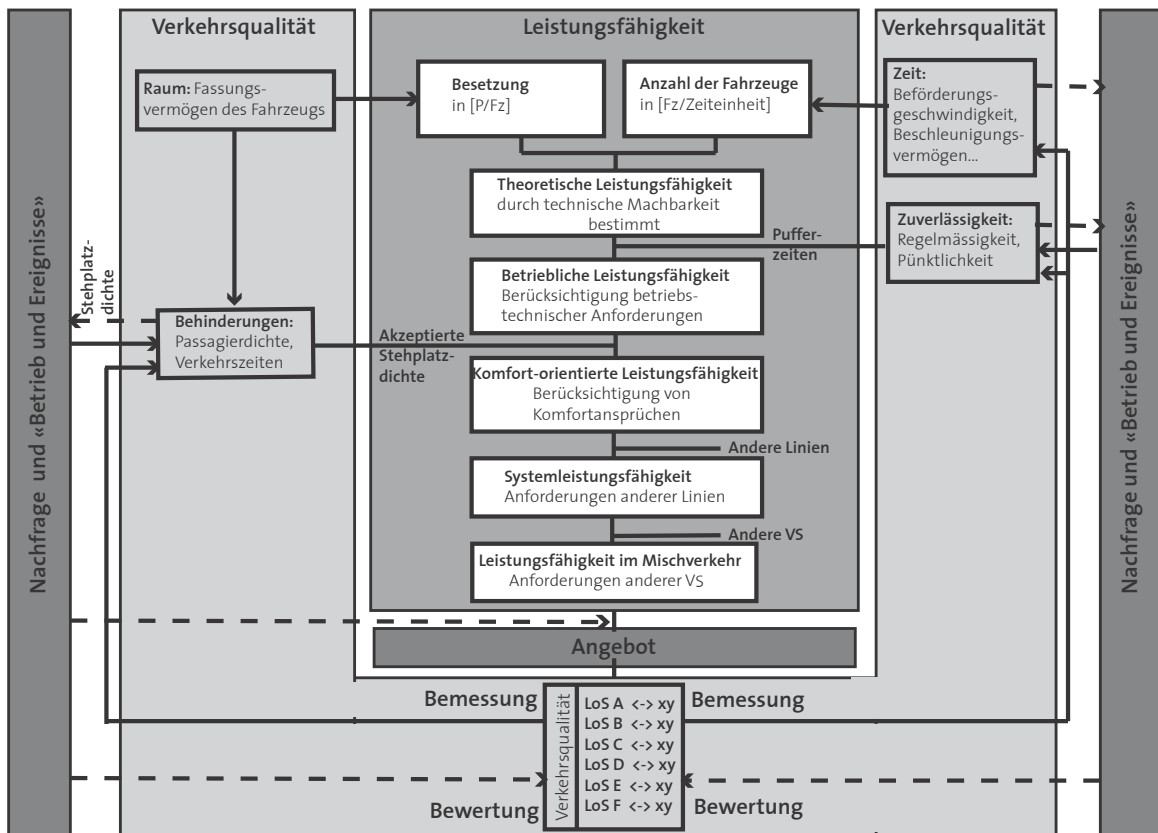 Verkehrsqualität
Leistungsfähigkeit
Verkehrsqualität
Nachfrage und «Betrieb und Ereignisse»
Raum: Fassungs-
vermögen des Fahrzeugs
Besetzung
in [P/Fz]
Anzahl der Fahrzeuge
in [Fz/Zeiteinheit]
Zeit:
Beförderungs-
geschwindigkeit,
Beschleunigungs-
vermögen...
Theoretische Leistungsfähigkeit
durch technische Machbarkeit
bestimmt
Puffer-
zeiten
Zuverlässigkeit:
Regelmässigkeit,
Pünktlichkeit
Betriebliche Leistungsfähigkeit
Berücksichtigung betriebs-
technischer Anforderungen
Stehplatz-
dichte
Behinderungen:
Passagierdichte,
Verkehrszeiten
Akzeptierte
Stehplatz-
dichte
Komfort-orientierte Leistungsfähigkeit
Berücksichtigung von
Komfortansprüchen
Andere Linien
Systemleistungsfähigkeit
Anforderungen anderer Linien
Andere VS
Leistungsfähigkeit im Mischverkehr
Anforderungen anderer VS
Angebot
Bemessung
Bewertung
Verkehrsqualität
LoS A <-> xy
LoS B <-> xy
LoS C <-> xy
LoS D <-> xy
LoS E <-> xy
LoS F <-> xy
Bemessung
Bewertung
Nachfrage und «Betrieb und Ereignisse»